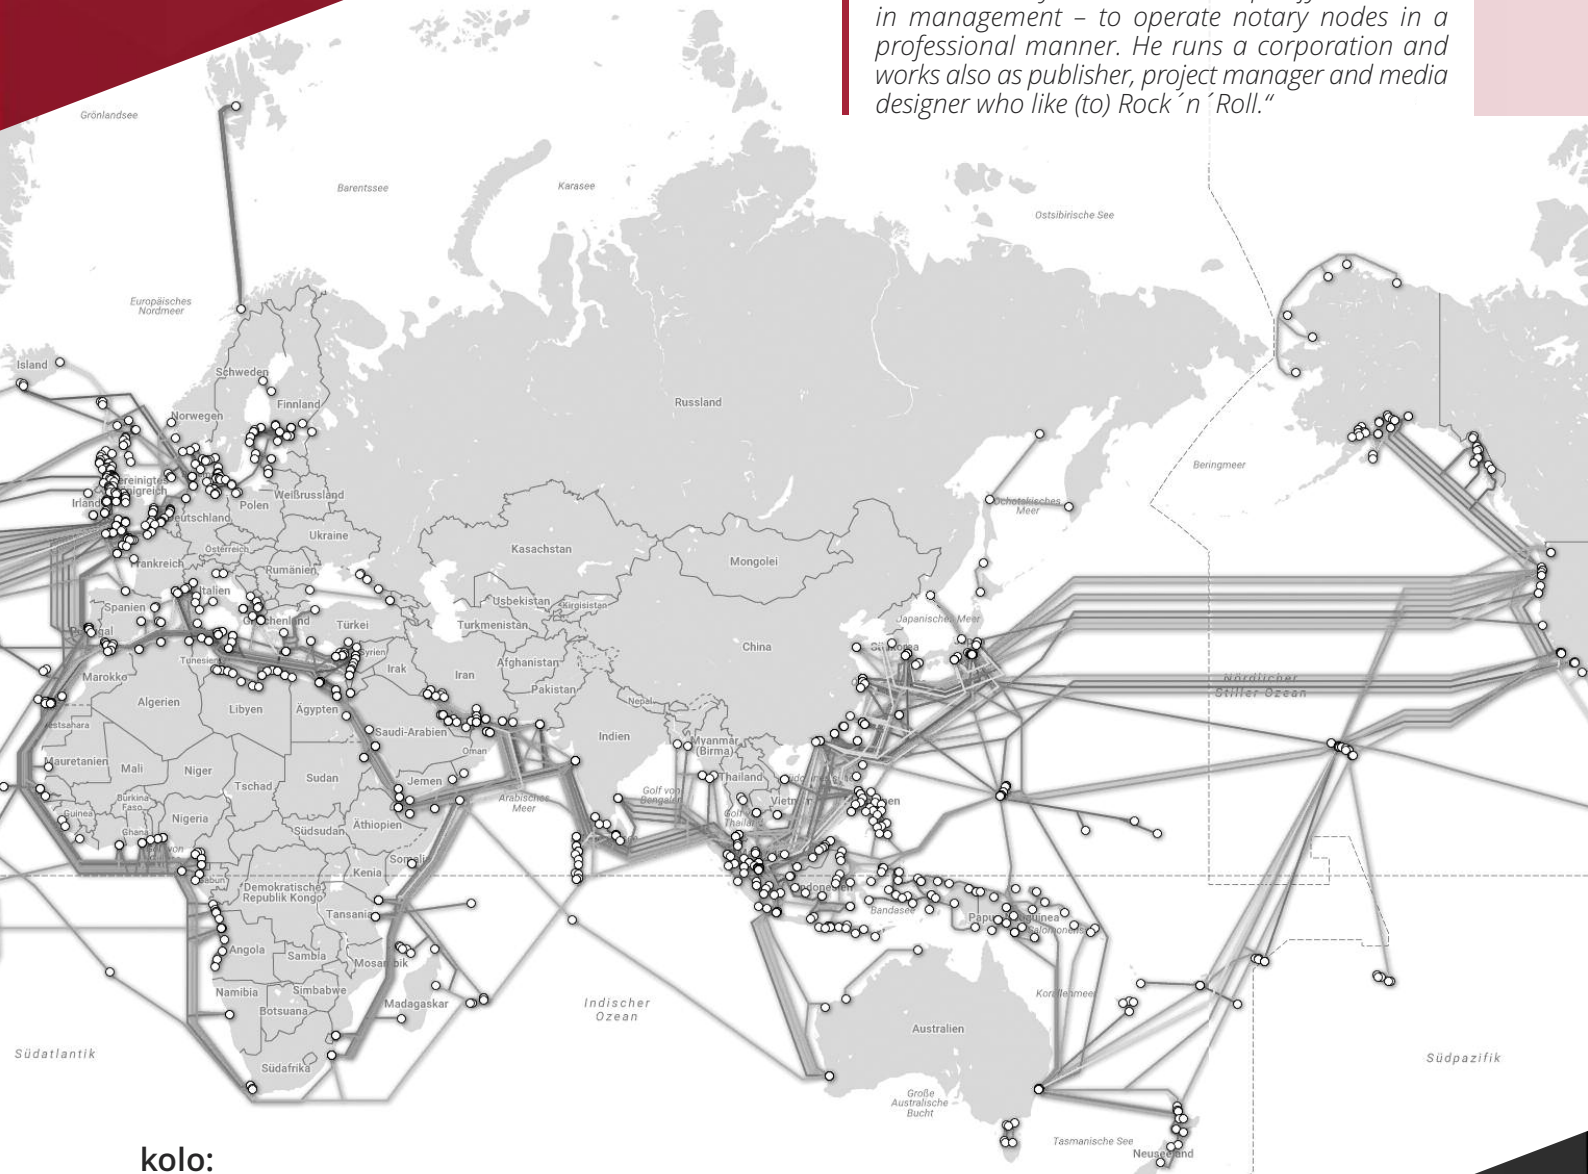 in management – to operate notary nodes in a
professional manner. He runs a corporation and
works also as publisher, project manager and media
designer who like (to) Rock´n´Roll.“
Grönlandsee
Barentssee
Karasee
Ostsibirische See
Europäisches
Nordmeer
Island
Schweden
Finnland
Norwegen
Russland
Beringmeer
Irland
Polen
Weißrussland
Ochotskisches
Meer
Ukraine
Österreich
Kasachstan
Mongolei
Rumänien
Italien
Spanien
Usbekistan
Kirgisistan
Türkei
Turkmenistan
Japanisches Meer
China
Tunesien
Syrien
Irak
Iran
Afghanistan
Marokko
Pakistan
Nördlicher
Stiller Ozean
Algerien
Libyen
Ägypten
Nepal
Saudi-Arabien
Indien
Oman
Myanmar
(Birma)
Mauretanien
Mali
Niger
Tschad
Sudan
Jemen
Thailand
Arabisches
Meer
Golf von
Burkina
Faso
Guinea
Nigeria
Ghana
Südsudan
Äthiopien
Kenia
Demokratische
Republik Kongo
Tansania
Bandasee
Angola
Sambia
Namibia
Simbabwe
Madagaskar
Botsuana
Indischer
Ozean
Korallenmeer
Australien
Südatlantik
Südafrika
Südpazifik
Große
Australische
Bucht
Tasmanische See
kolo: